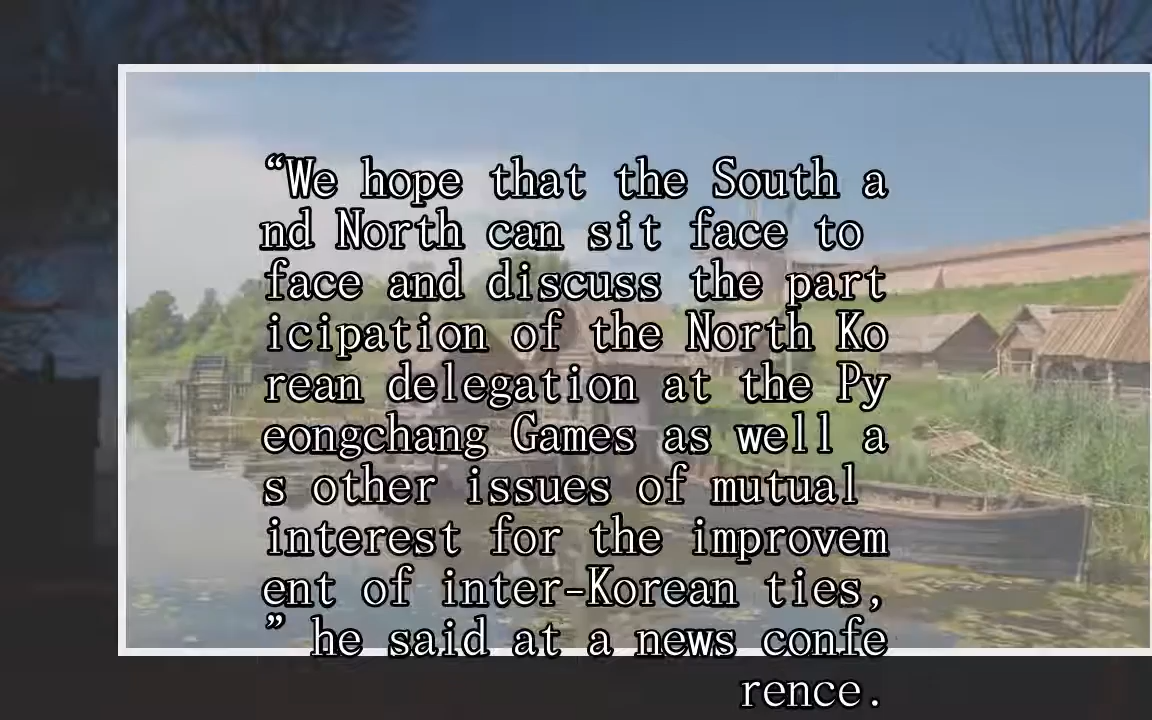 “We hope that the South a
nd North can sit face to
face and discuss the part
icipation of the North Ko
rean delegation at the Py
eongchang Games as well a
s other issues of mutual
interest for the improvem
ent of inter-Korean ties,
” he said at a news confe
rence.